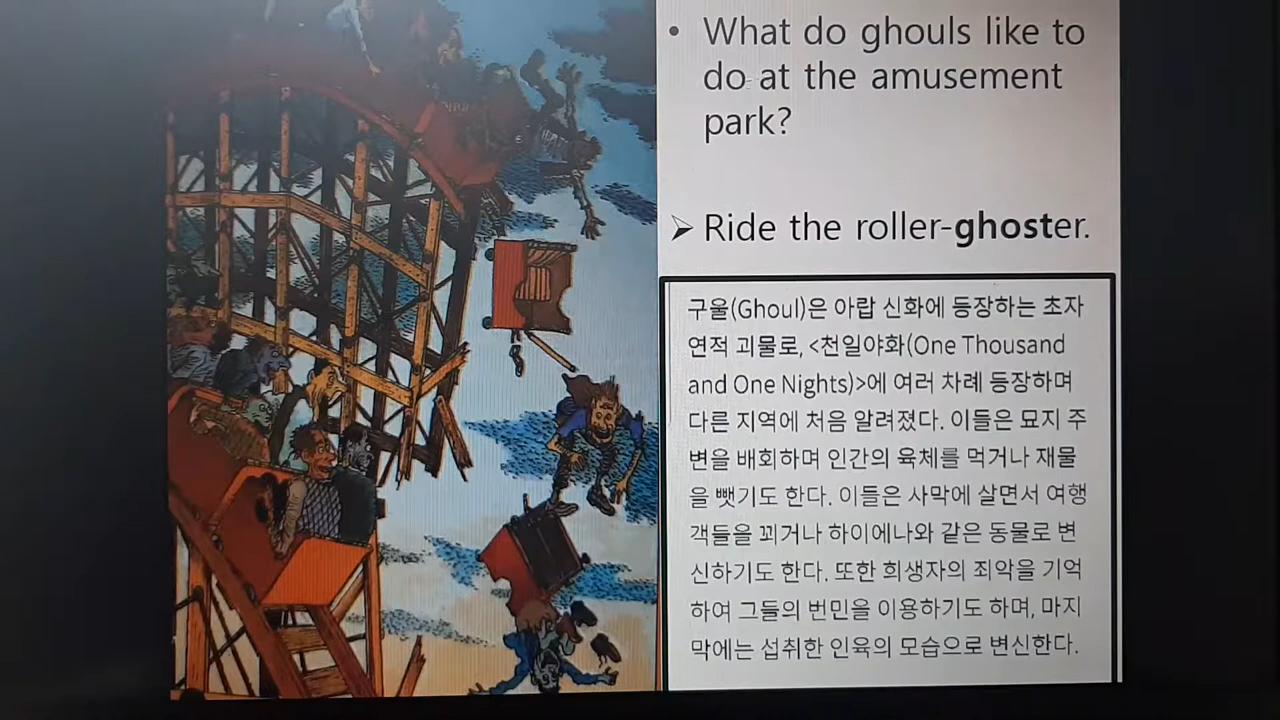 • What do ghouls like to
do at the amusement
park?
➢ Ride the roller-ghoster.
구울(Ghoul)은 아랍 신화에 등장하는 초자
연적 괴물로, <천일야화(One Thousand
and One Nights)>에 여러 차례 등장하며
다른 지역에 처음 알려졌다. 이들은 묘지 주
변을 배회하며 인간의 육체를 먹거나 재물
을 뺏기도 한다. 이들은 사막에 살면서 여행
객들을 꾀거나 하이에나와 같은 동물로 변
신하기도 한다. 또한 희생자의 죄악을 기억
하여 그들의 번민을 이용하기도 하며, 마지
막에는 섭취한 인육의 모습으로 변신한다.